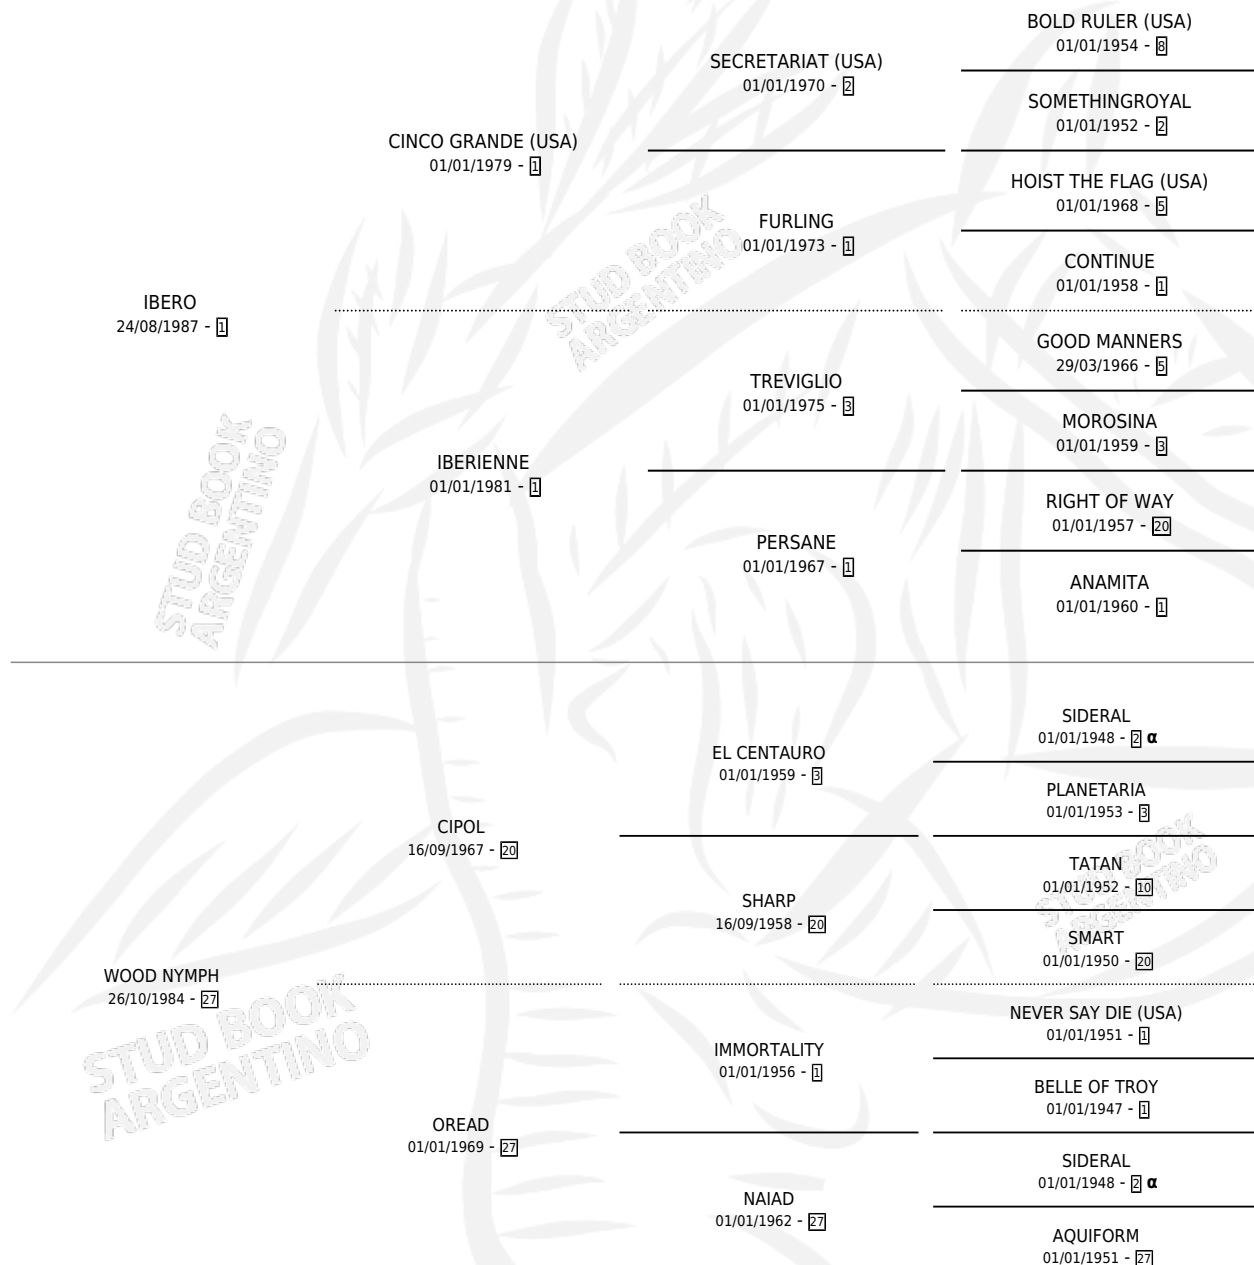 BOLD RULER (USA)
01/01/1954 - 8
SECRETARIAT (USA)
01/01/1970 - 2
SOMETHINGROYAL
01/01/1952 - 2
CINCO GRANDE (USA)
01/01/1979 - 1
HOIST THE FLAG (USA)
01/01/1968 - 5
FURLING
01/01/1973 - 1
CONTINUE
01/01/1958 - 1
IBERO
24/08/1987 - 1
GOOD MANNERS
29/03/1966 - 5
TREVIGLIO
01/01/1975 - 3
MOROSINA
01/01/1959 - 3
IBERIENNE
01/01/1981 - 1
RIGHT OF WAY
01/01/1957 - 20
PERSANE
01/01/1967 - 1
ANAMITA
01/01/1960 - 1
SIDERAL
01/01/1948 - 2 α
EL CENTAURO
01/01/1959 - 3
PLANETARIA
01/01/1953 - 3
CIPOL
16/09/1967 - 20
TATAN
01/01/1952 - 10
SHARP
16/09/1958 - 20
SMART
01/01/1950 - 20
WOOD NYMPH
26/10/1984 - 27
NEVER SAY DIE (USA)
01/01/1951 - 1
IMMORTALITY
01/01/1956 - 1
BELLE OF TROY
01/01/1947 - 1
OREAD
01/01/1969 - 27
SIDERAL
01/01/1948 - 2 α
NAIAD
01/01/1962 - 27
AQUIFORM
01/01/1951 - 27
STUD BOOK
ARGENTINO
STUD BOOK
ARGENTINO
STUD BOOK
ARGENTINO
STUD BOOK
ARGENTINO